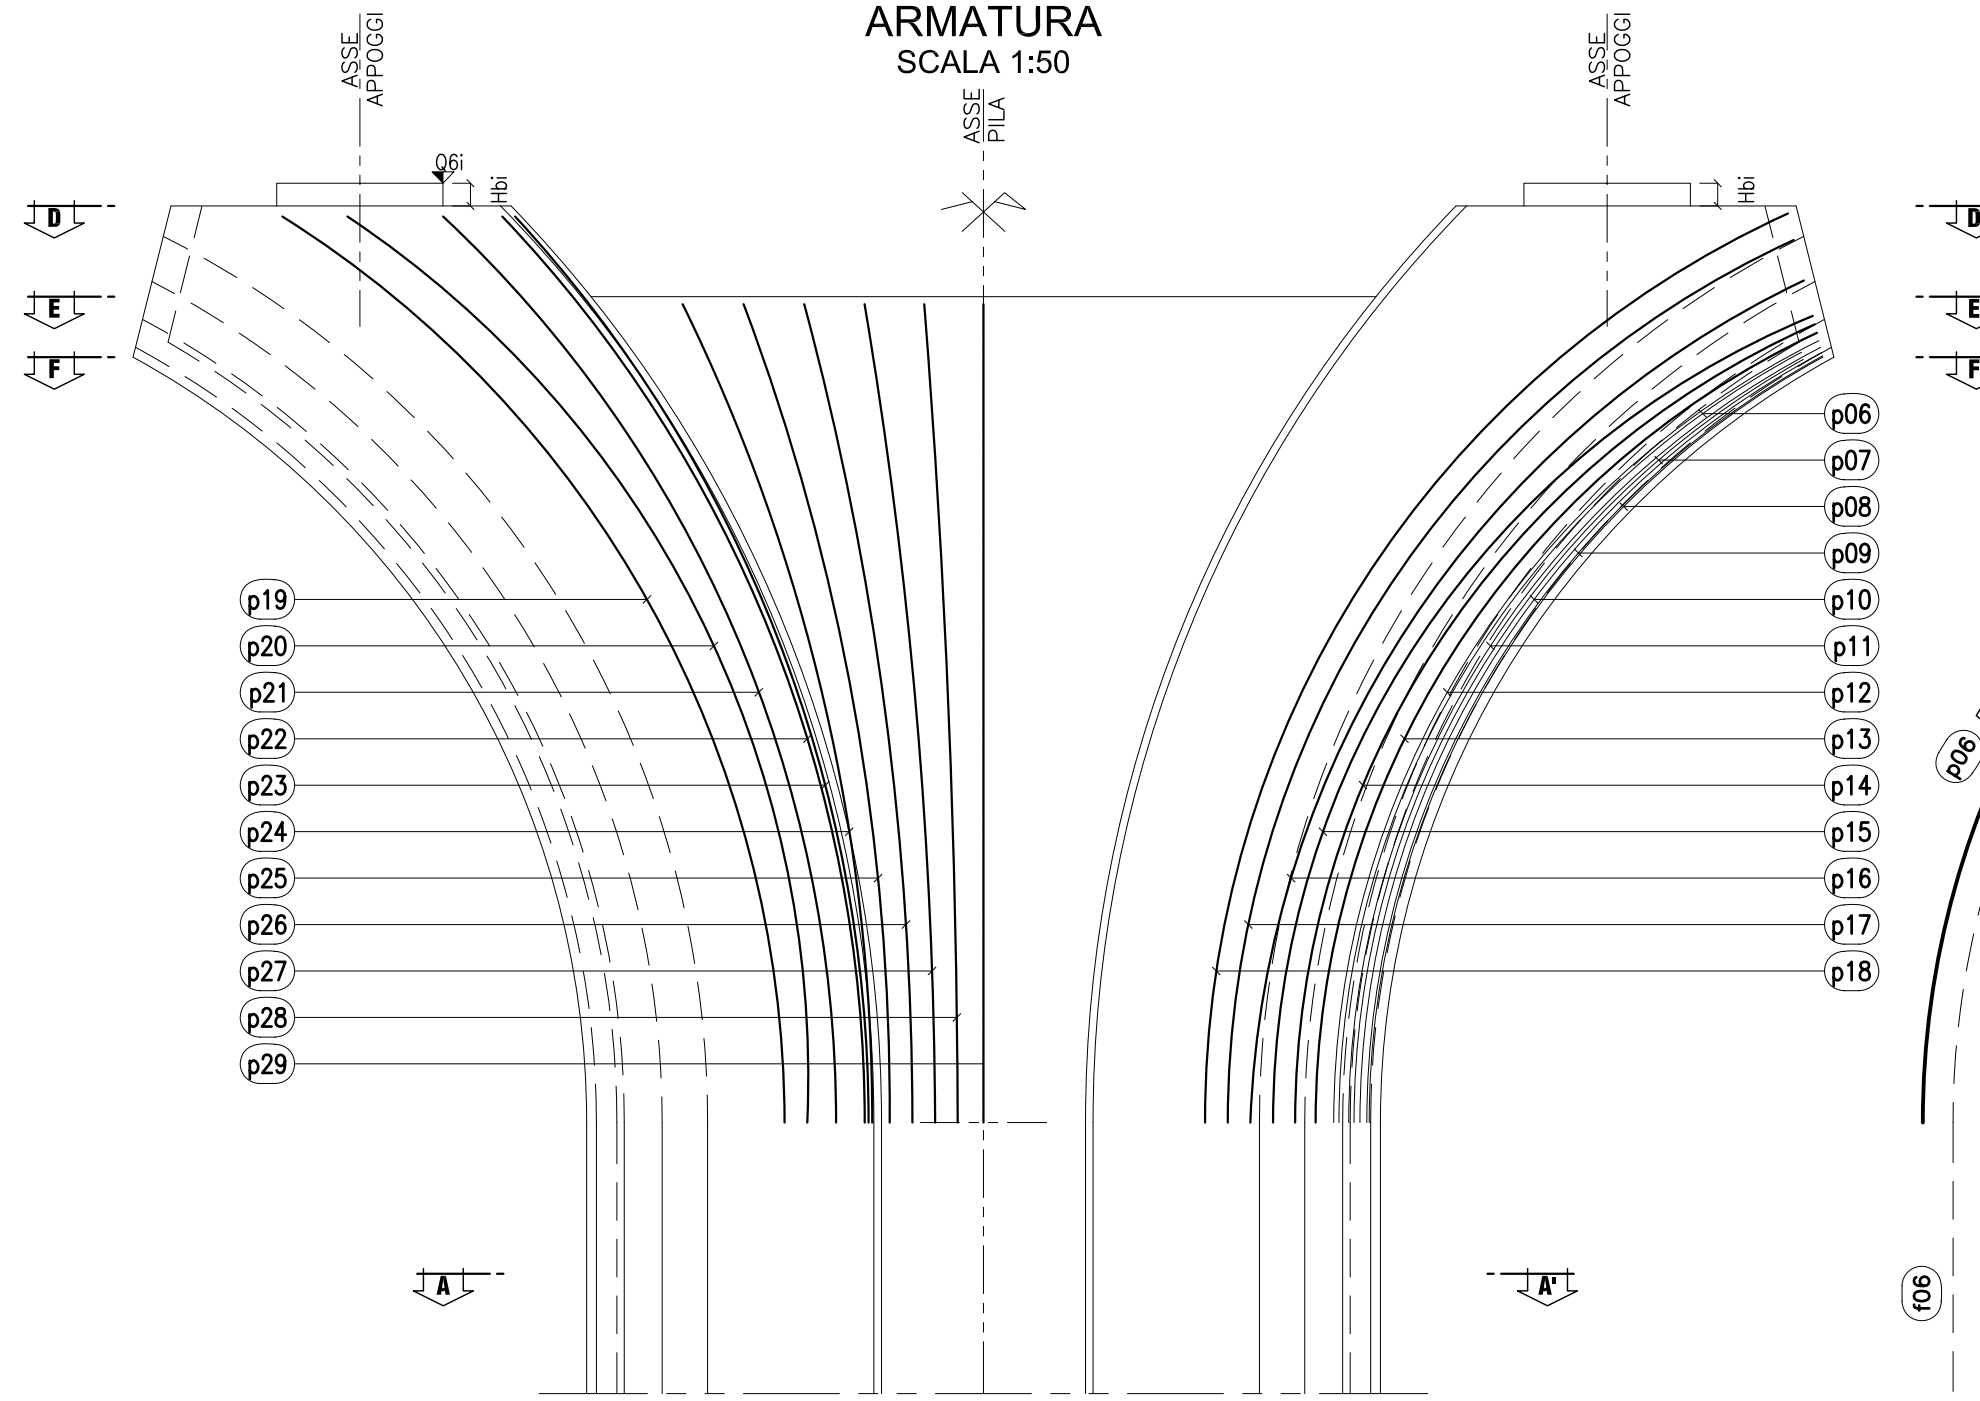 ARMATURA
SCALA 1:50
ASSE
APPOGGI
ASSE
PILA
ASSE
APPOGGI
Q6i
Hbi
Hbi
D
D
E
E
F
F
p06
p07
p08
p09
p10
p11
p12
p13
p14
p15
p16
p17
p18
p19
p20
p21
p22
p23
p24
p25
p26
p27
p28
p29
p06
f06
A
A'